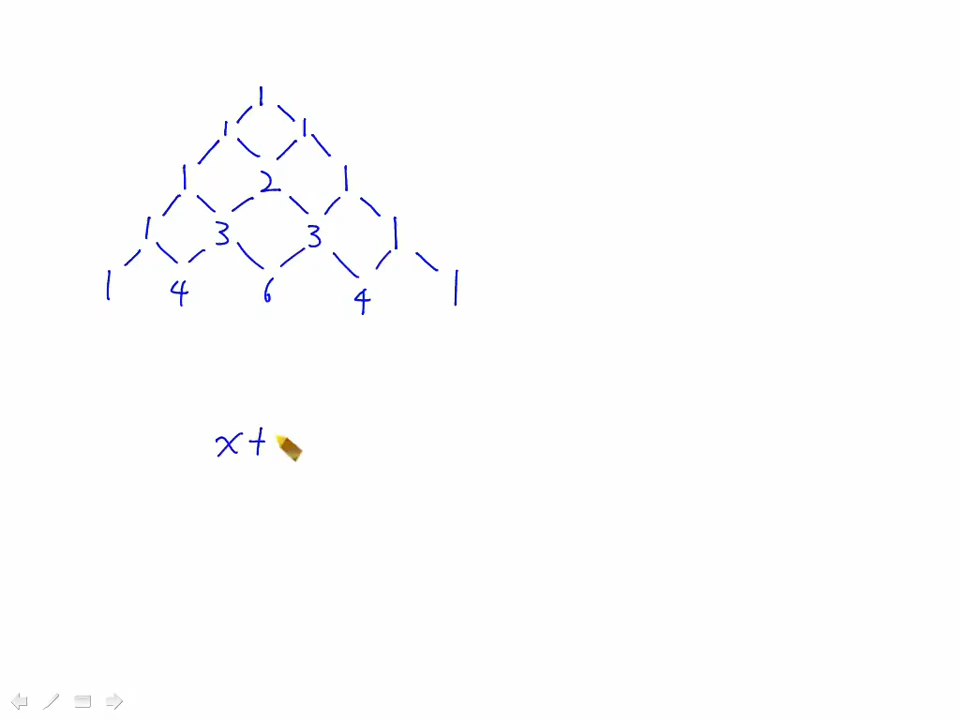 1
1 1
1 2 1
1 3 3 1
1 4 6 4 1
x+